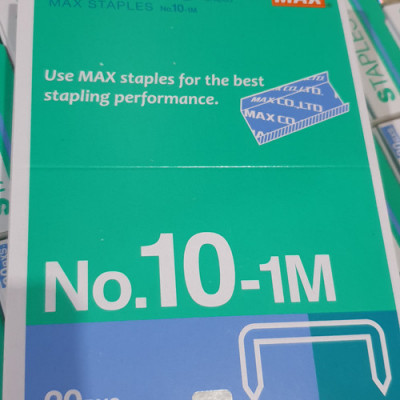 MAX
MAX STAPLES No.10-1M
Use MAX staples for the best
stapling performance.
MAX CO.,LTD.
MAX CO.
No.10-1M
STAPLES